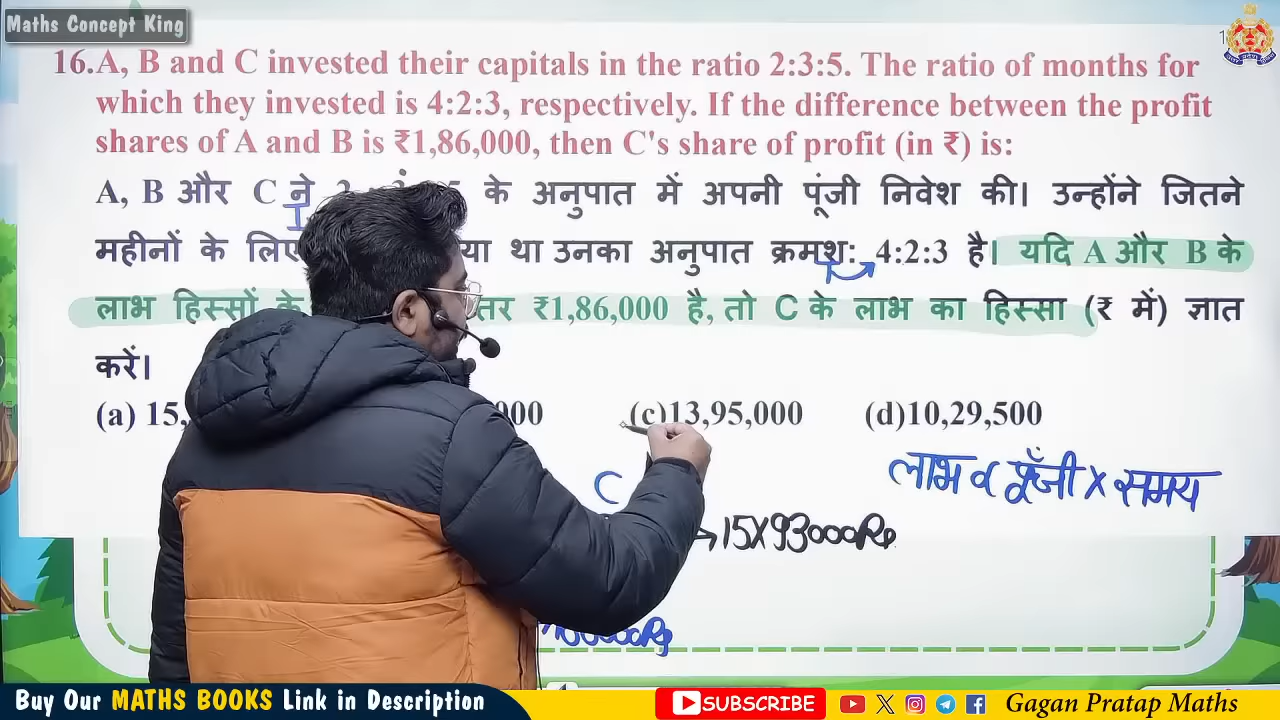 Maths Concept King
16.A, B and C invested their capitals in the ratio 2:3:5. The ratio of months for
which they invested is 4:2:3, respectively. If the difference between the profit
shares of A and B is ₹1,86,000, then C's share of profit (in ₹) is:
A, B और C ने के अनुपात में अपनी पूंजी निवेश की। उन्होंने जितने
महीनों के लिए या था उनका अनुपात क्रमश: 4:2:3 है। यदि A और B के
लाभ हिस्सों के तर ₹1,86,000 है, तो C के लाभ का हिस्सा (₹ में) ज्ञात
करें।
(a) 15, 000 (c)13,95,000 (d)10,29,500
लाभ ∝ पूँजी × समय
C
→15×93000Rs
Buy Our MATHS BOOKS Link in Description
SUBSCRIBE
Gagan Pratap Maths